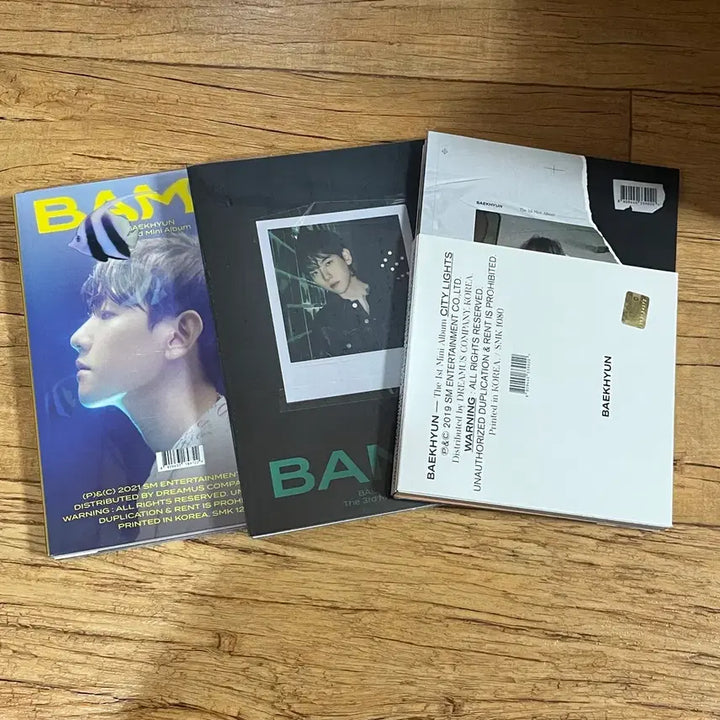 BAM
BAEKHYUN
Mini Album
(P)&(C) 2021 SM ENTERTAINMENT
DISTRIBUTED BY DREAMUS COMPA
WARNING : ALL RIGHTS RESERVED. UN
DUPLICATION & RENT IS PROHIB
PRINTED IN KOREA. SMK 12
BAM
The 3rd
BAEKHYUN
The 1st Mini Album
BAEKHYUN — The 1st Mini Album CITY LIGHTS
℗&© 2019 SM ENTERTAINMENT CO.,LTD.
Distributed by DREAMUS COMPANY KOREA.
WARNING : ALL RIGHTS RESERVED.
UNAUTHORIZED DUPLICATION & RENT IS PROHIBITED.
Printed in KOREA / SMK 1080
BAEKHYUN